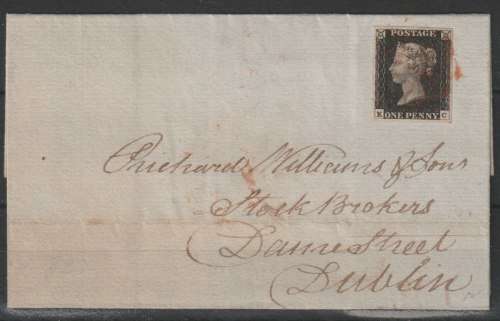 POSTAGE
K C
ONE PENNY
Richard Williams & Sons
Stock Brokers
Dame Street
Dublin